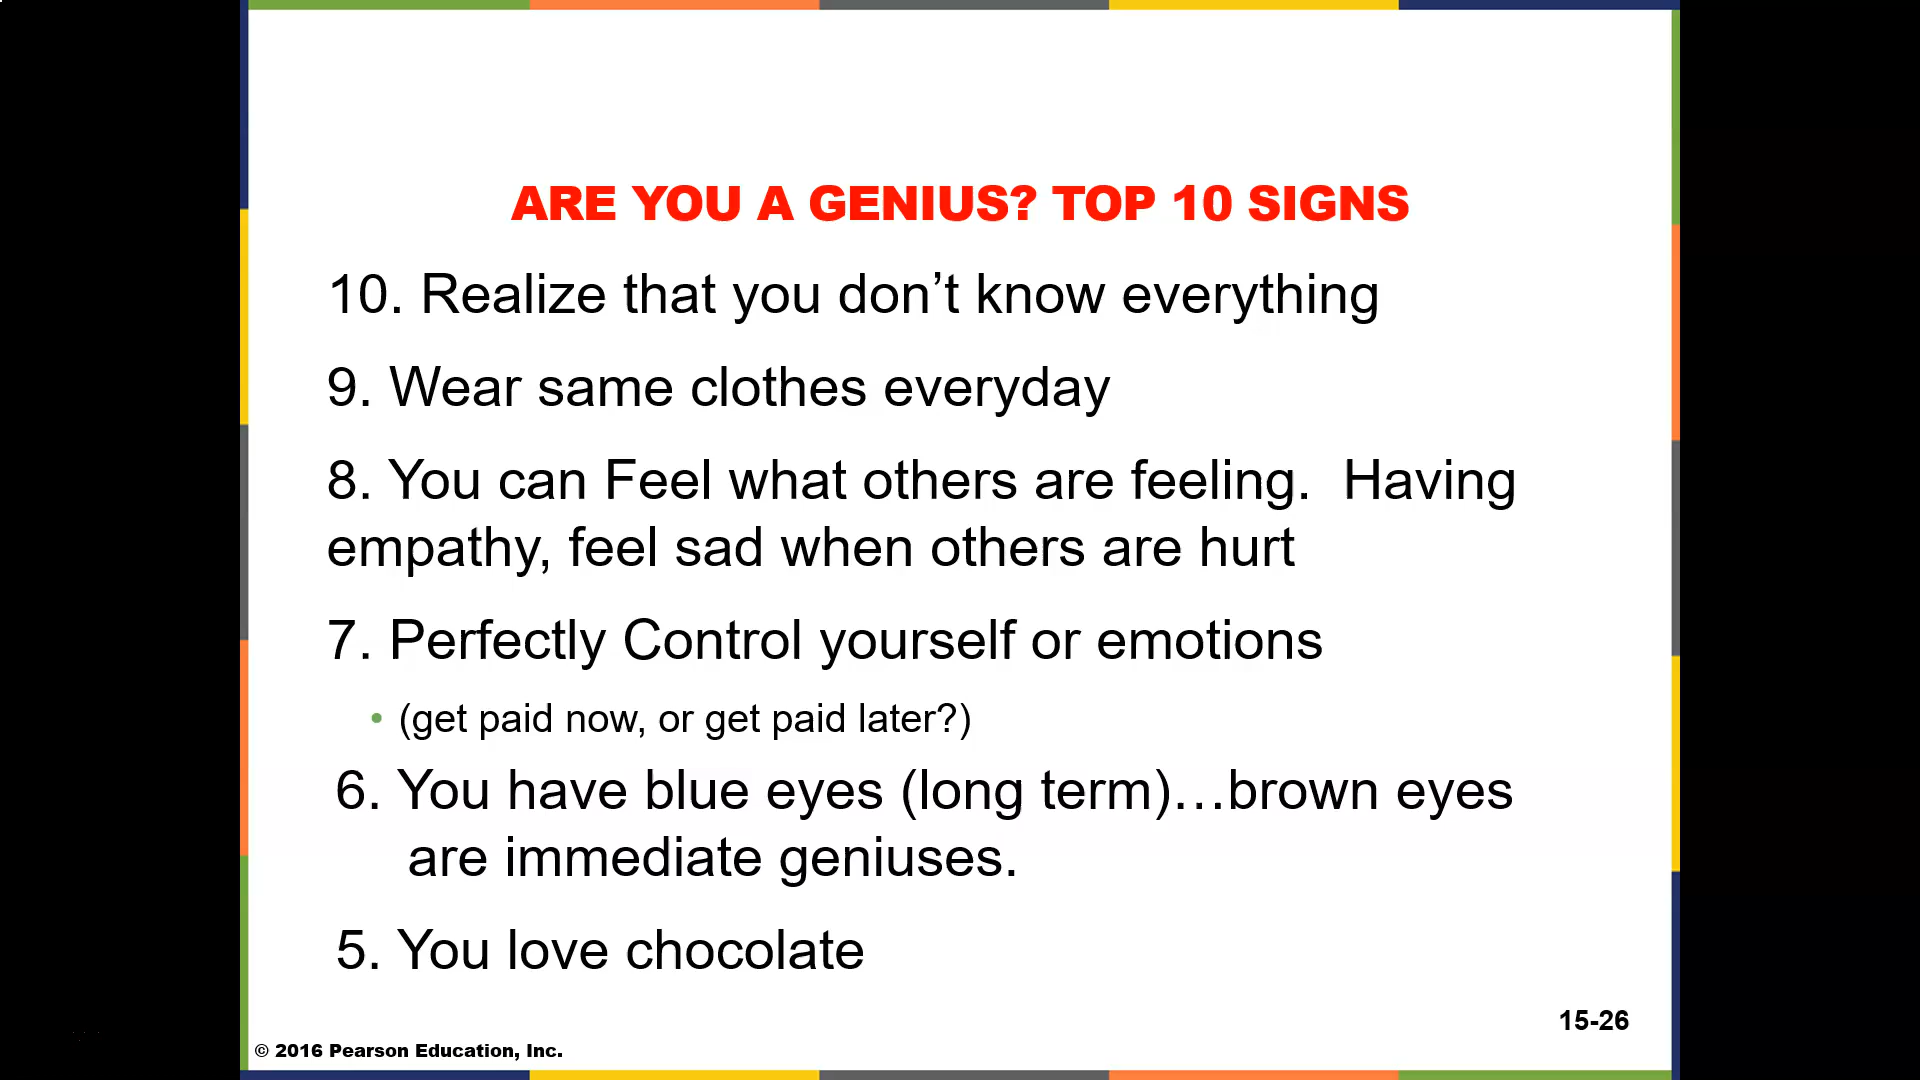 ARE YOU A GENIUS? TOP 10 SIGNS
10. Realize that you don’t know everything
9. Wear same clothes everyday
8. You can Feel what others are feeling.  Having
empathy, feel sad when others are hurt
7. Perfectly Control yourself or emotions
• (get paid now, or get paid later?)
6. You have blue eyes (long term)…brown eyes
are immediate geniuses.
5. You love chocolate
15-26
© 2016 Pearson Education, Inc.